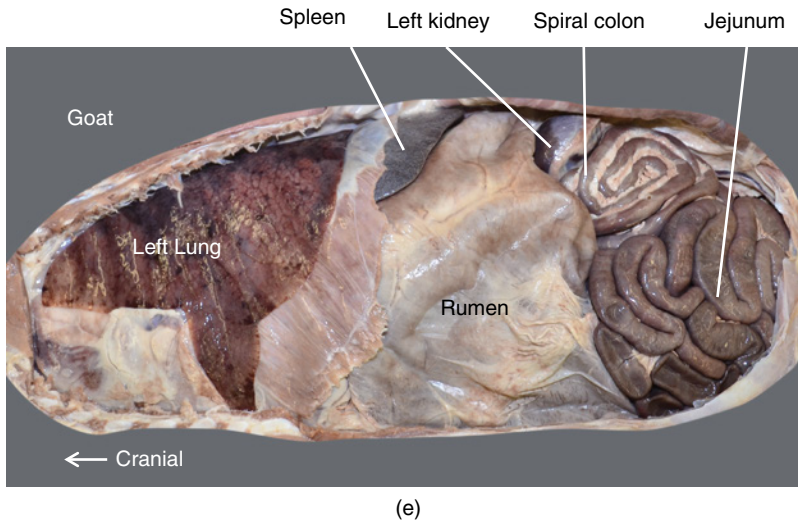 Spleen Left kidney Spiral colon Jejunum
Goat
Left Lung
Rumen
Cranial
(e)